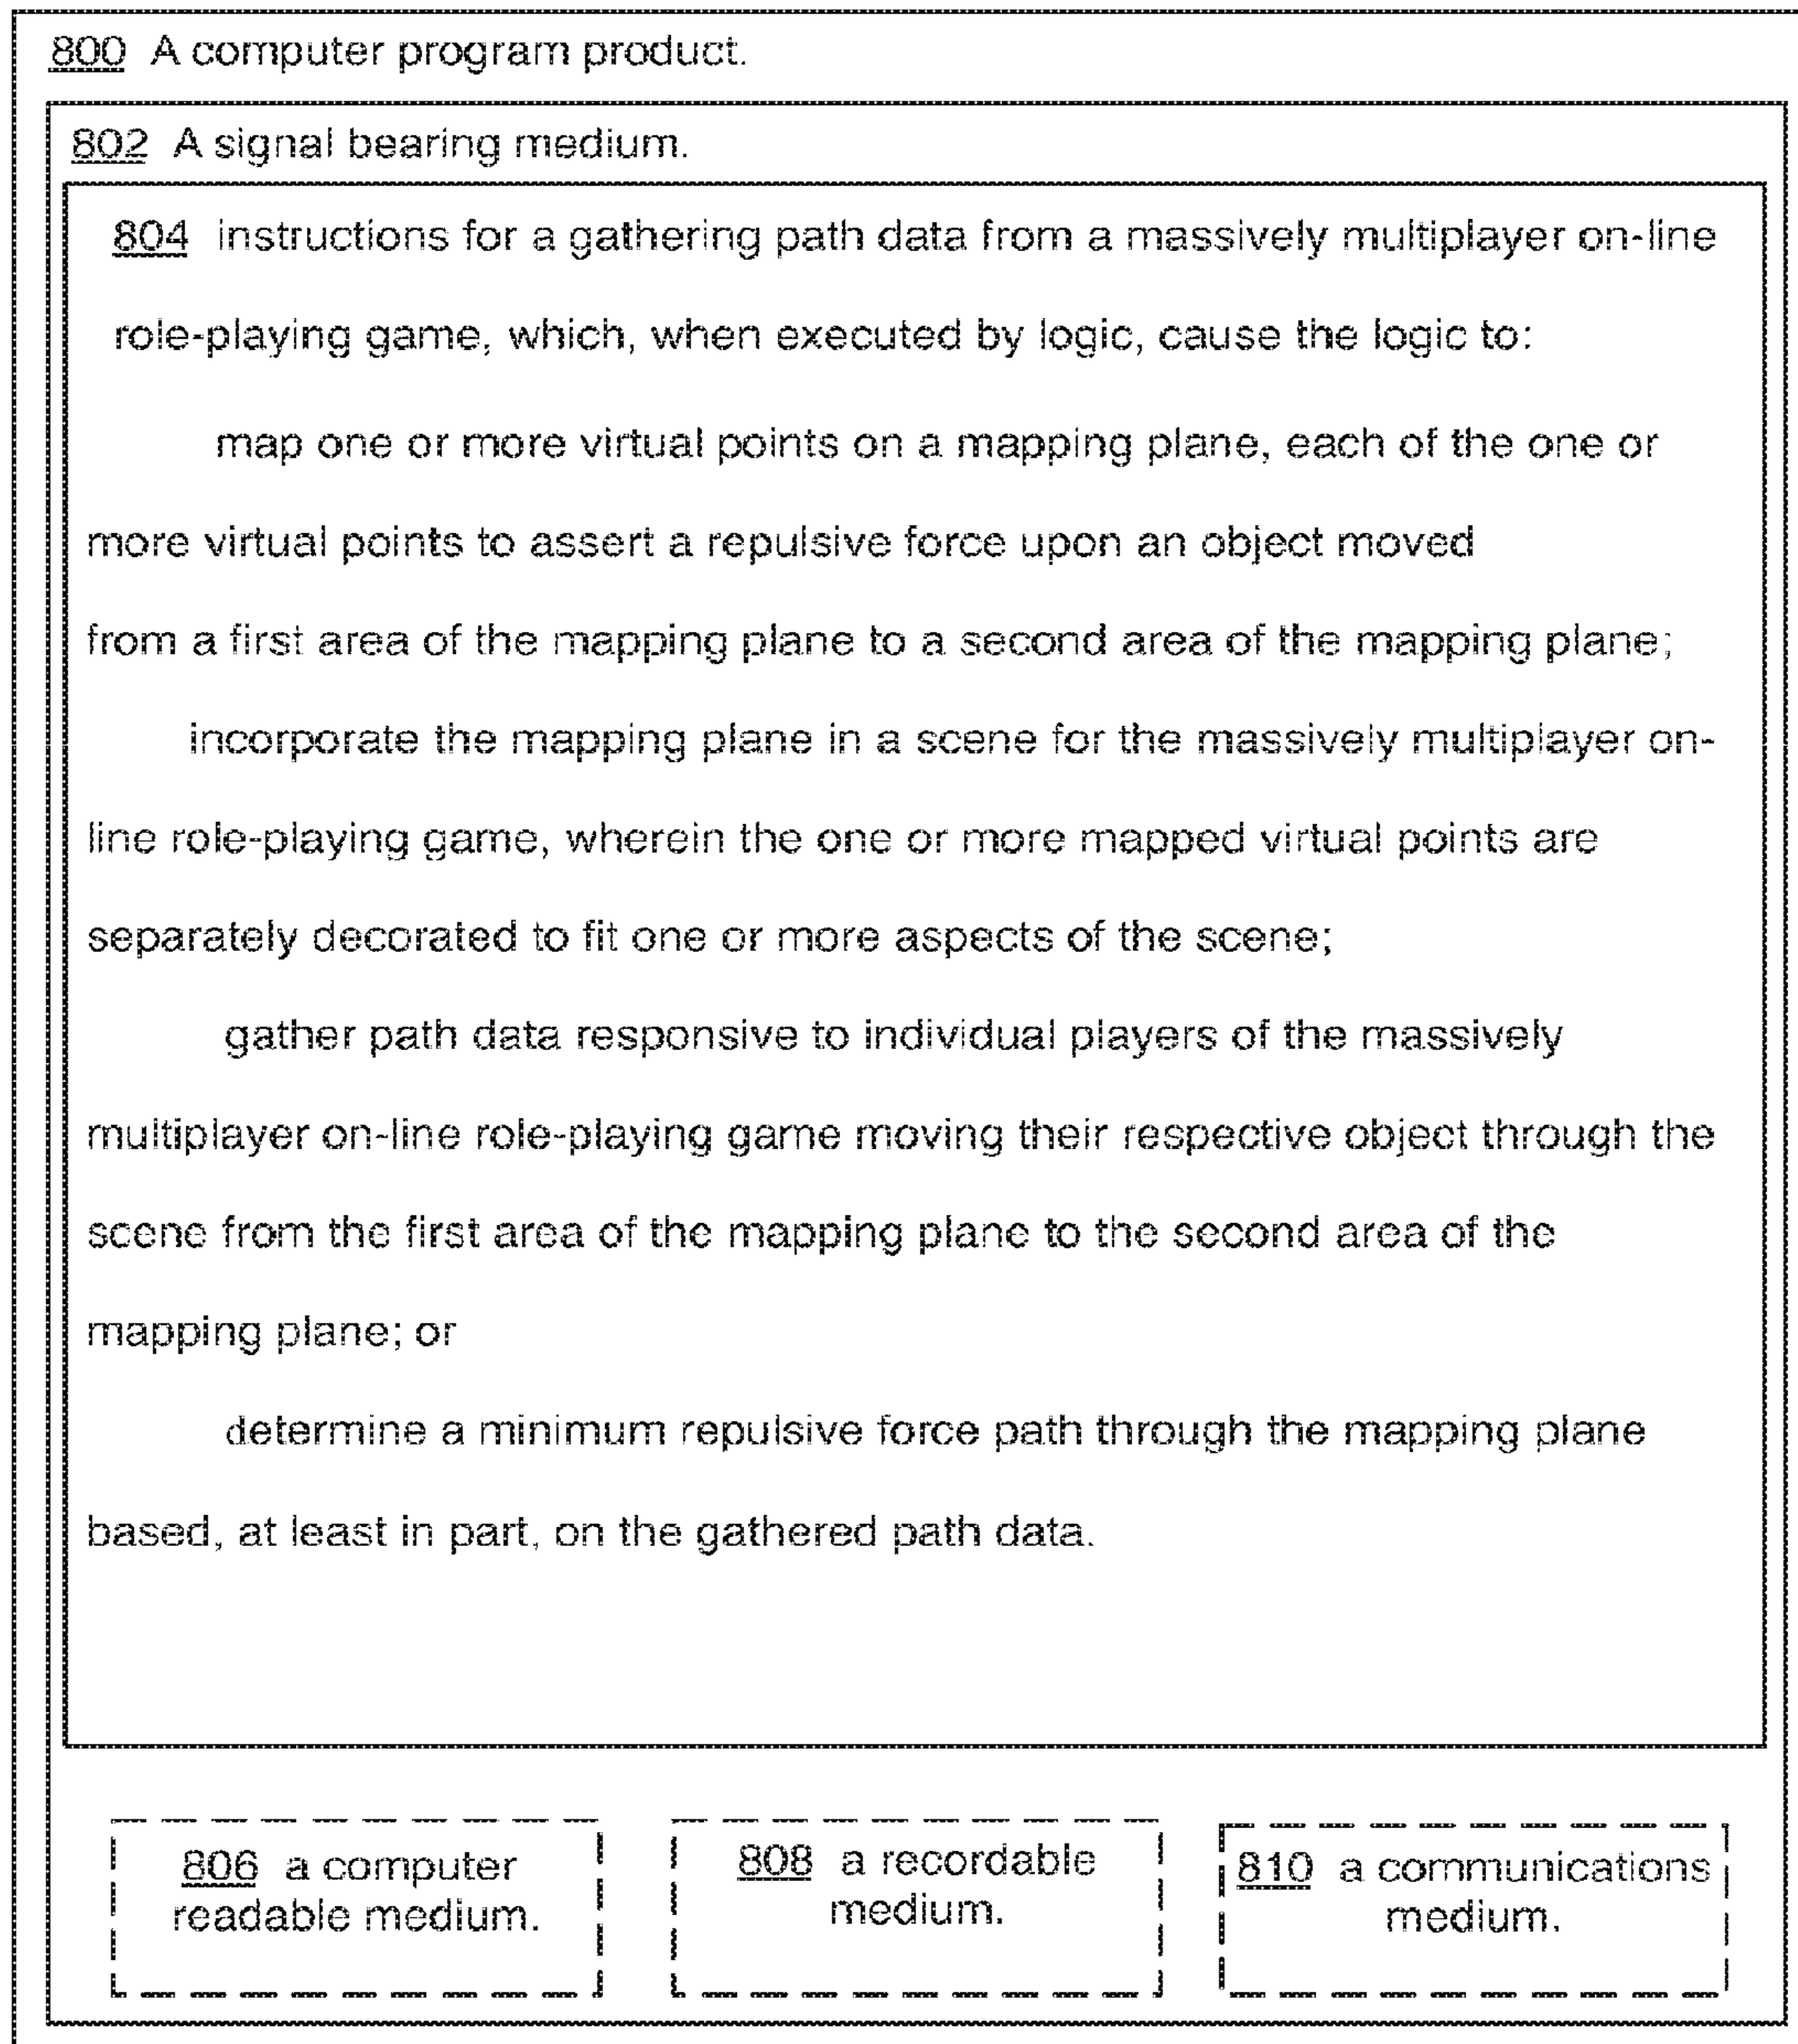 800 A computer program product.
802 A signal bearing medium.
804 instructions for a gathering path data from a massively multiplayer on-line
role-playing game, which, when executed by logic, cause the logic to:
map one or more virtual points on a mapping plane, each of the one or
more virtual points to assert a repulsive force upon an object moved
from a first area of the mapping plane to a second area of the mapping plane;
incorporate the mapping plane in a scene for the massively multiplayer on-
line role-playing game, wherein the one or more mapped virtual points are
separately decorated to fit one or more aspects of the scene;
gather path data responsive to individual players of the massively
multiplayer on-line role-playing game moving their respective object through the
scene from the first area of the mapping plane to the second area of the
mapping plane; or
determine a minimum repulsive force path through the mapping plane
based, at least in part, on the gathered path data.
806 a computer
readable medium.
808 a recordable
medium.
810 a communications
medium.